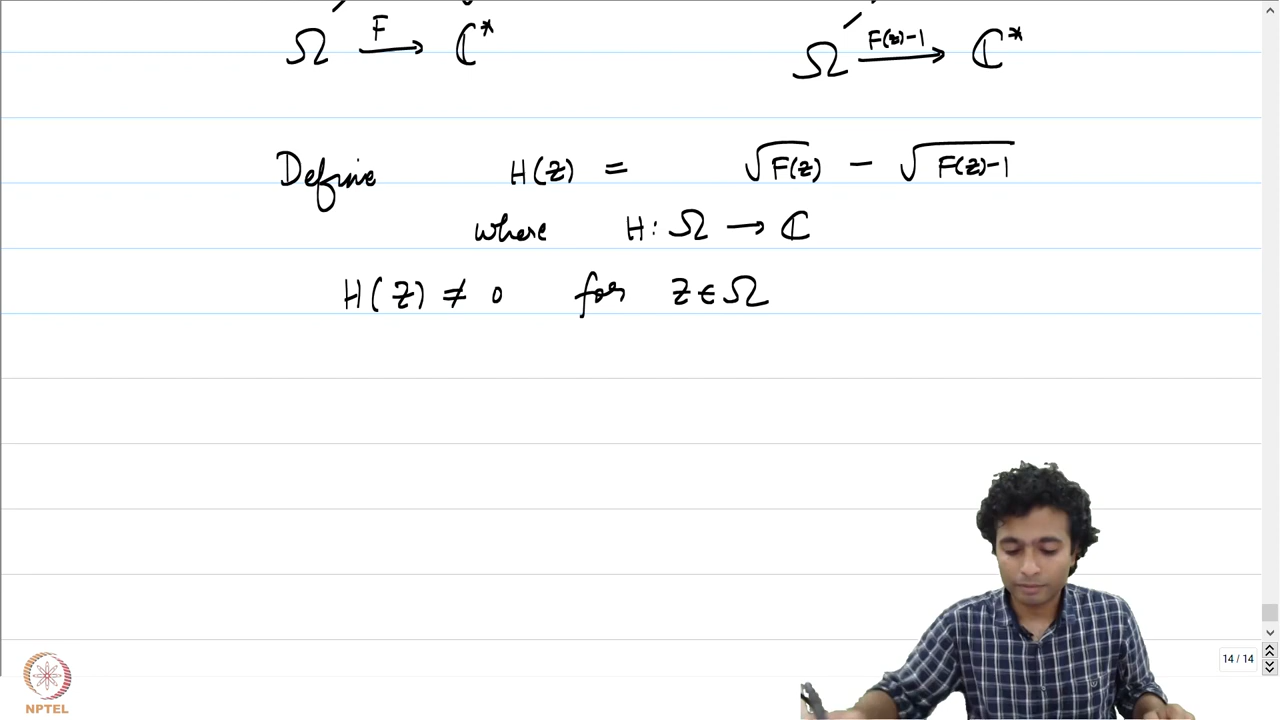 Ω F→ ℂ* Ω F(z)-1→ ℂ*
Define H(z) = √F(z) − √F(z)-1
where H: Ω → ℂ
H(z) ≠ 0 for z ∈ Ω
14 / 14
NPTEL